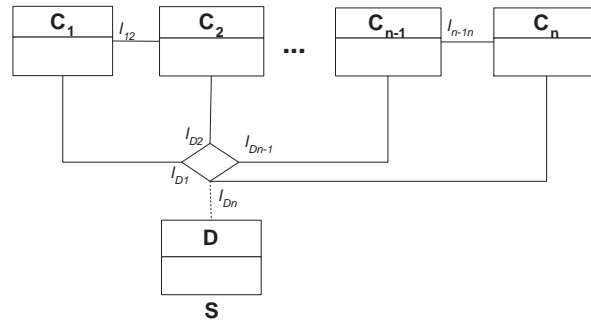 C1 l12 C2 ... Cn-1 ln-1n Cn
lD2 lDn-1
lD1
lDn
D
S